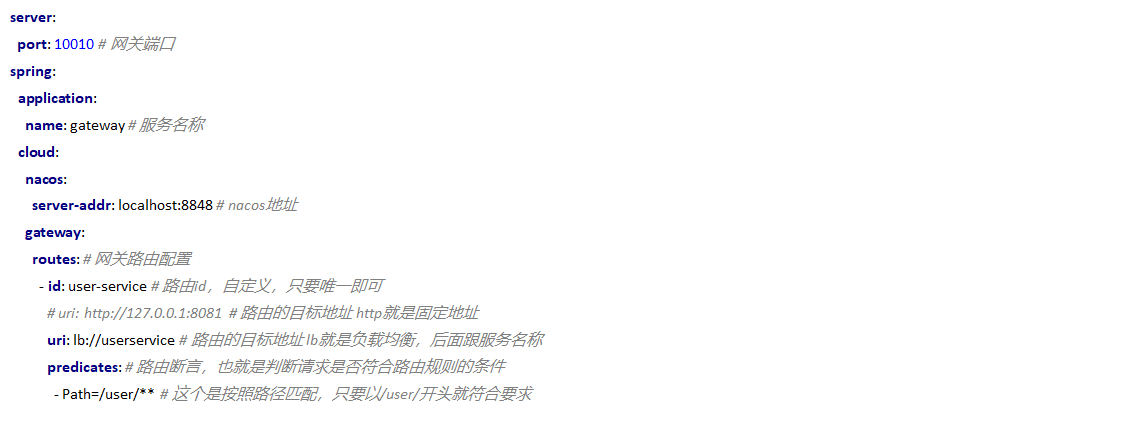 server:
  port: 10010 # 网关端口
spring:
  application:
    name: gateway # 服务名称
  cloud:
    nacos:
      server-addr: localhost:8848 # nacos地址
    gateway:
      routes: # 网关路由配置
        - id: user-service # 路由id，自定义，只要唯一即可
          # uri: http://127.0.0.1:8081 # 路由的目标地址 http就是固定地址
          uri: lb://userservice # 路由的目标地址 lb就是负载均衡，后面跟服务名称
          predicates: # 路由断言，也就是判断请求是否符合路由规则的条件
            - Path=/user/** # 这个是按照路径匹配，只要以/user/开头就符合要求